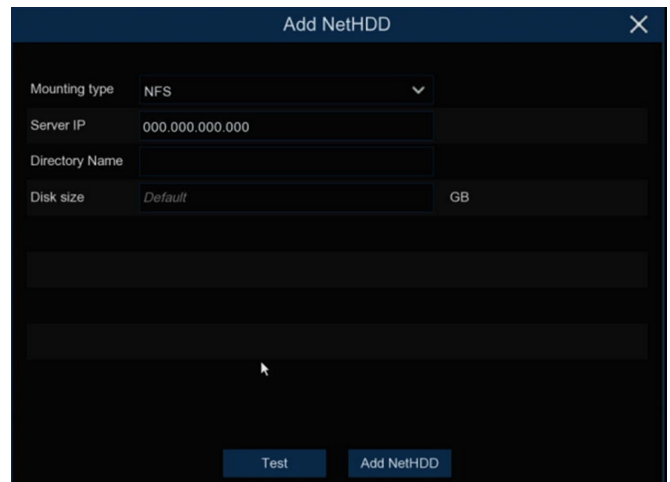 Add NetHDD
Mounting type NFS
Server IP 000.000.000.000
Directory Name
Disk size Default GB
Test Add NetHDD